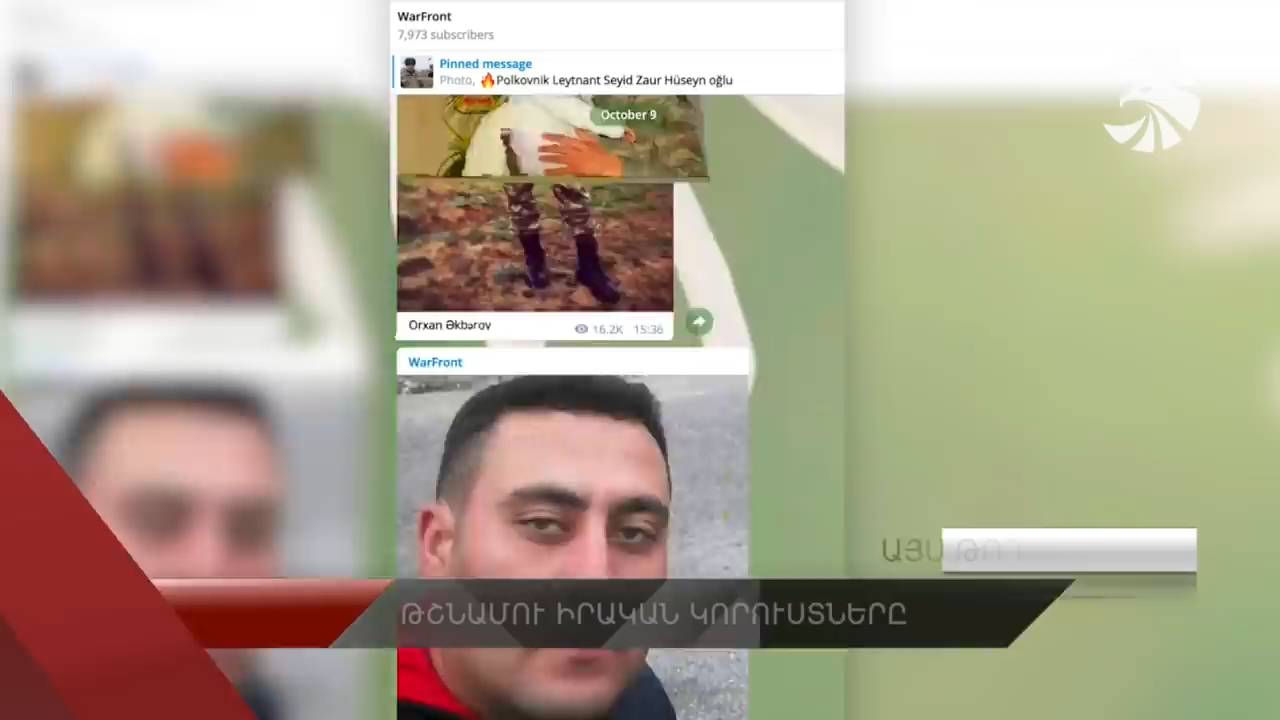 WarFront
7,973 subscribers
Pinned message
Photo, 🔥Polkovnik Leytnant Seyid Zaur Hüseyn oğlu
October 9
Orxan Əkbərov
16.2K 15:36
WarFront
ԹՇՆԱՄՈՒ ԻՐԱԿԱՆ ԿՈՐՈՒՍՏՆԵՐԸ